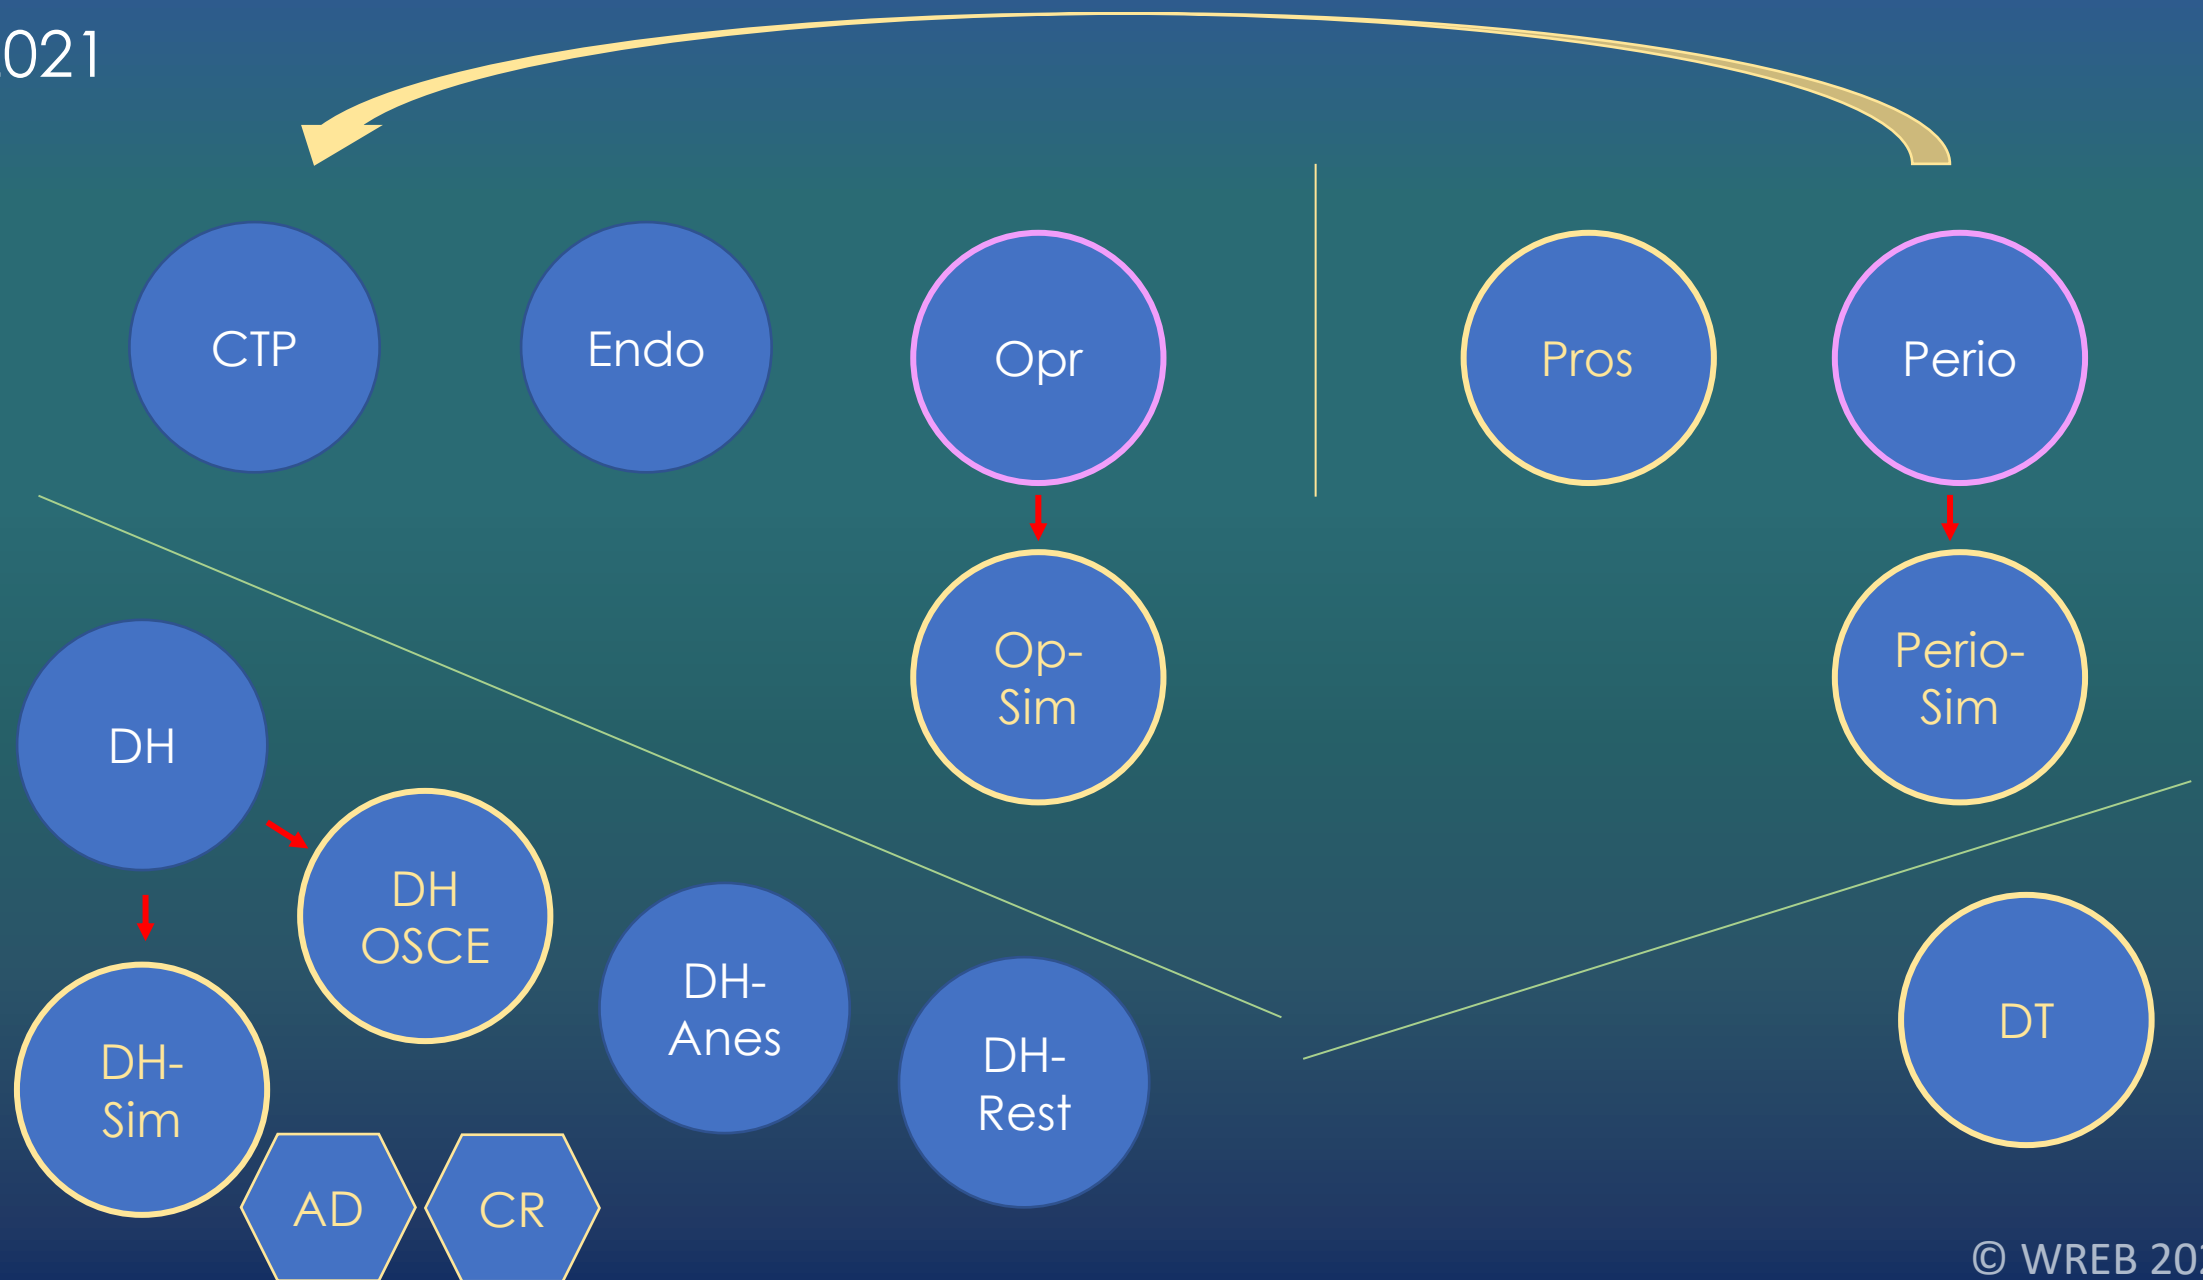 021
CTP
Endo
Opr
Pros
Perio
Op-
Sim
Perio-
Sim
DH
DH
OSCE
DH-
Anes
DH-
Rest
DT
DH-
Sim
AD
CR
© WREB 202